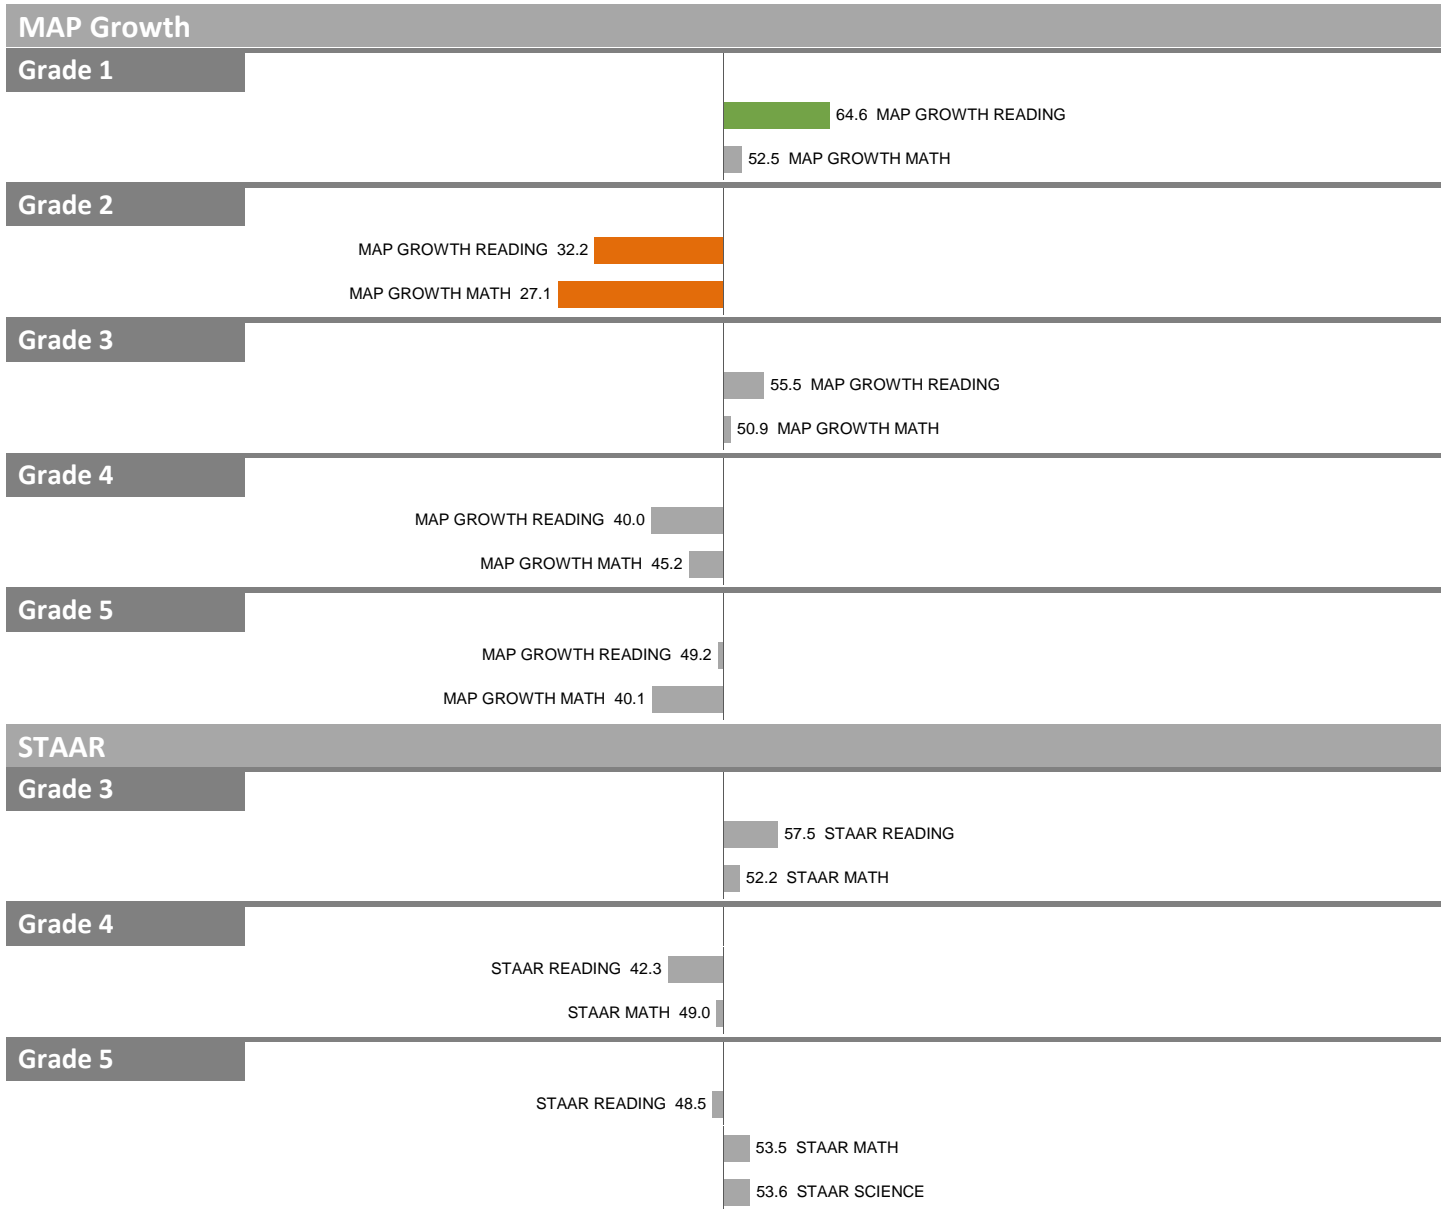 MAP Growth
Grade 1
64.6 MAP GROWTH READING
52.5 MAP GROWTH MATH
Grade 2
MAP GROWTH READING 32.2
MAP GROWTH MATH 27.1
Grade 3
55.5 MAP GROWTH READING
50.9 MAP GROWTH MATH
Grade 4
MAP GROWTH READING 40.0
MAP GROWTH MATH 45.2
Grade 5
MAP GROWTH READING 49.2
MAP GROWTH MATH 40.1
STAAR
Grade 3
57.5 STAAR READING
52.2 STAAR MATH
Grade 4
STAAR READING 42.3
STAAR MATH 49.0
Grade 5
STAAR READING 48.5
53.5 STAAR MATH
53.6 STAAR SCIENCE